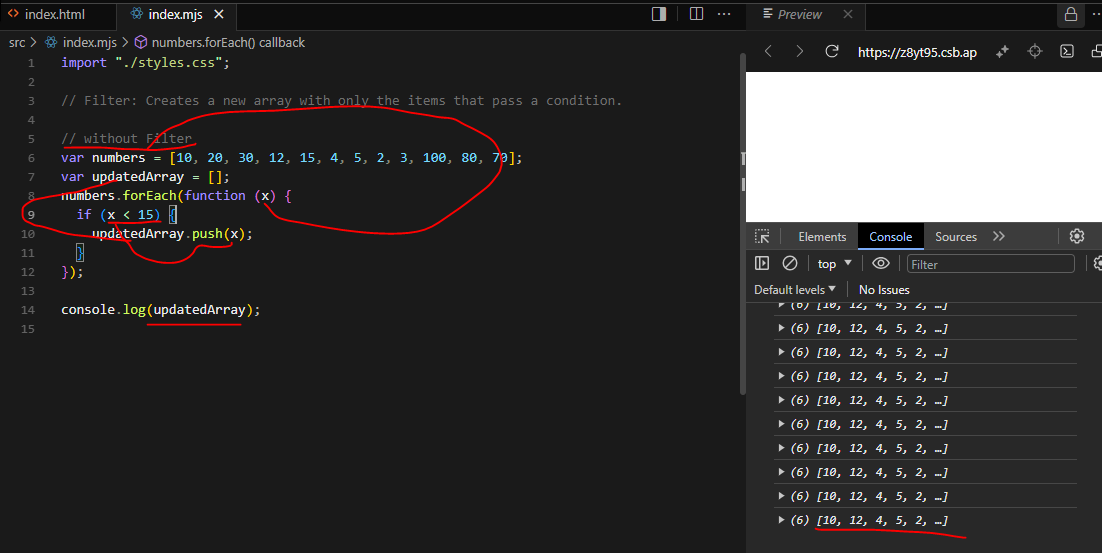 index.html
index.mjs
Preview
src > index.mjs > numbers.forEach() callback
https://z8yt95.csb.ap
1 import "./styles.css";
2
3 // Filter: Creates a new array with only the items that pass a condition.
4
5 // without Filter
6 var numbers = [10, 20, 30, 12, 15, 4, 5, 2, 3, 100, 80, 70];
7 var updatedArray = [];
8 numbers.forEach(function (x) {
9 if (x < 15) {
10 updatedArray.push(x);
11 }
12 });
13
14 console.log(updatedArray);
15
Elements Console Sources
top Filter
Default levels No Issues
(6) [10, 12, 4, 5, 2, …]
(6) [10, 12, 4, 5, 2, …]
(6) [10, 12, 4, 5, 2, …]
(6) [10, 12, 4, 5, 2, …]
(6) [10, 12, 4, 5, 2, …]
(6) [10, 12, 4, 5, 2, …]
(6) [10, 12, 4, 5, 2, …]
(6) [10, 12, 4, 5, 2, …]
(6) [10, 12, 4, 5, 2, …]
(6) [10, 12, 4, 5, 2, …]